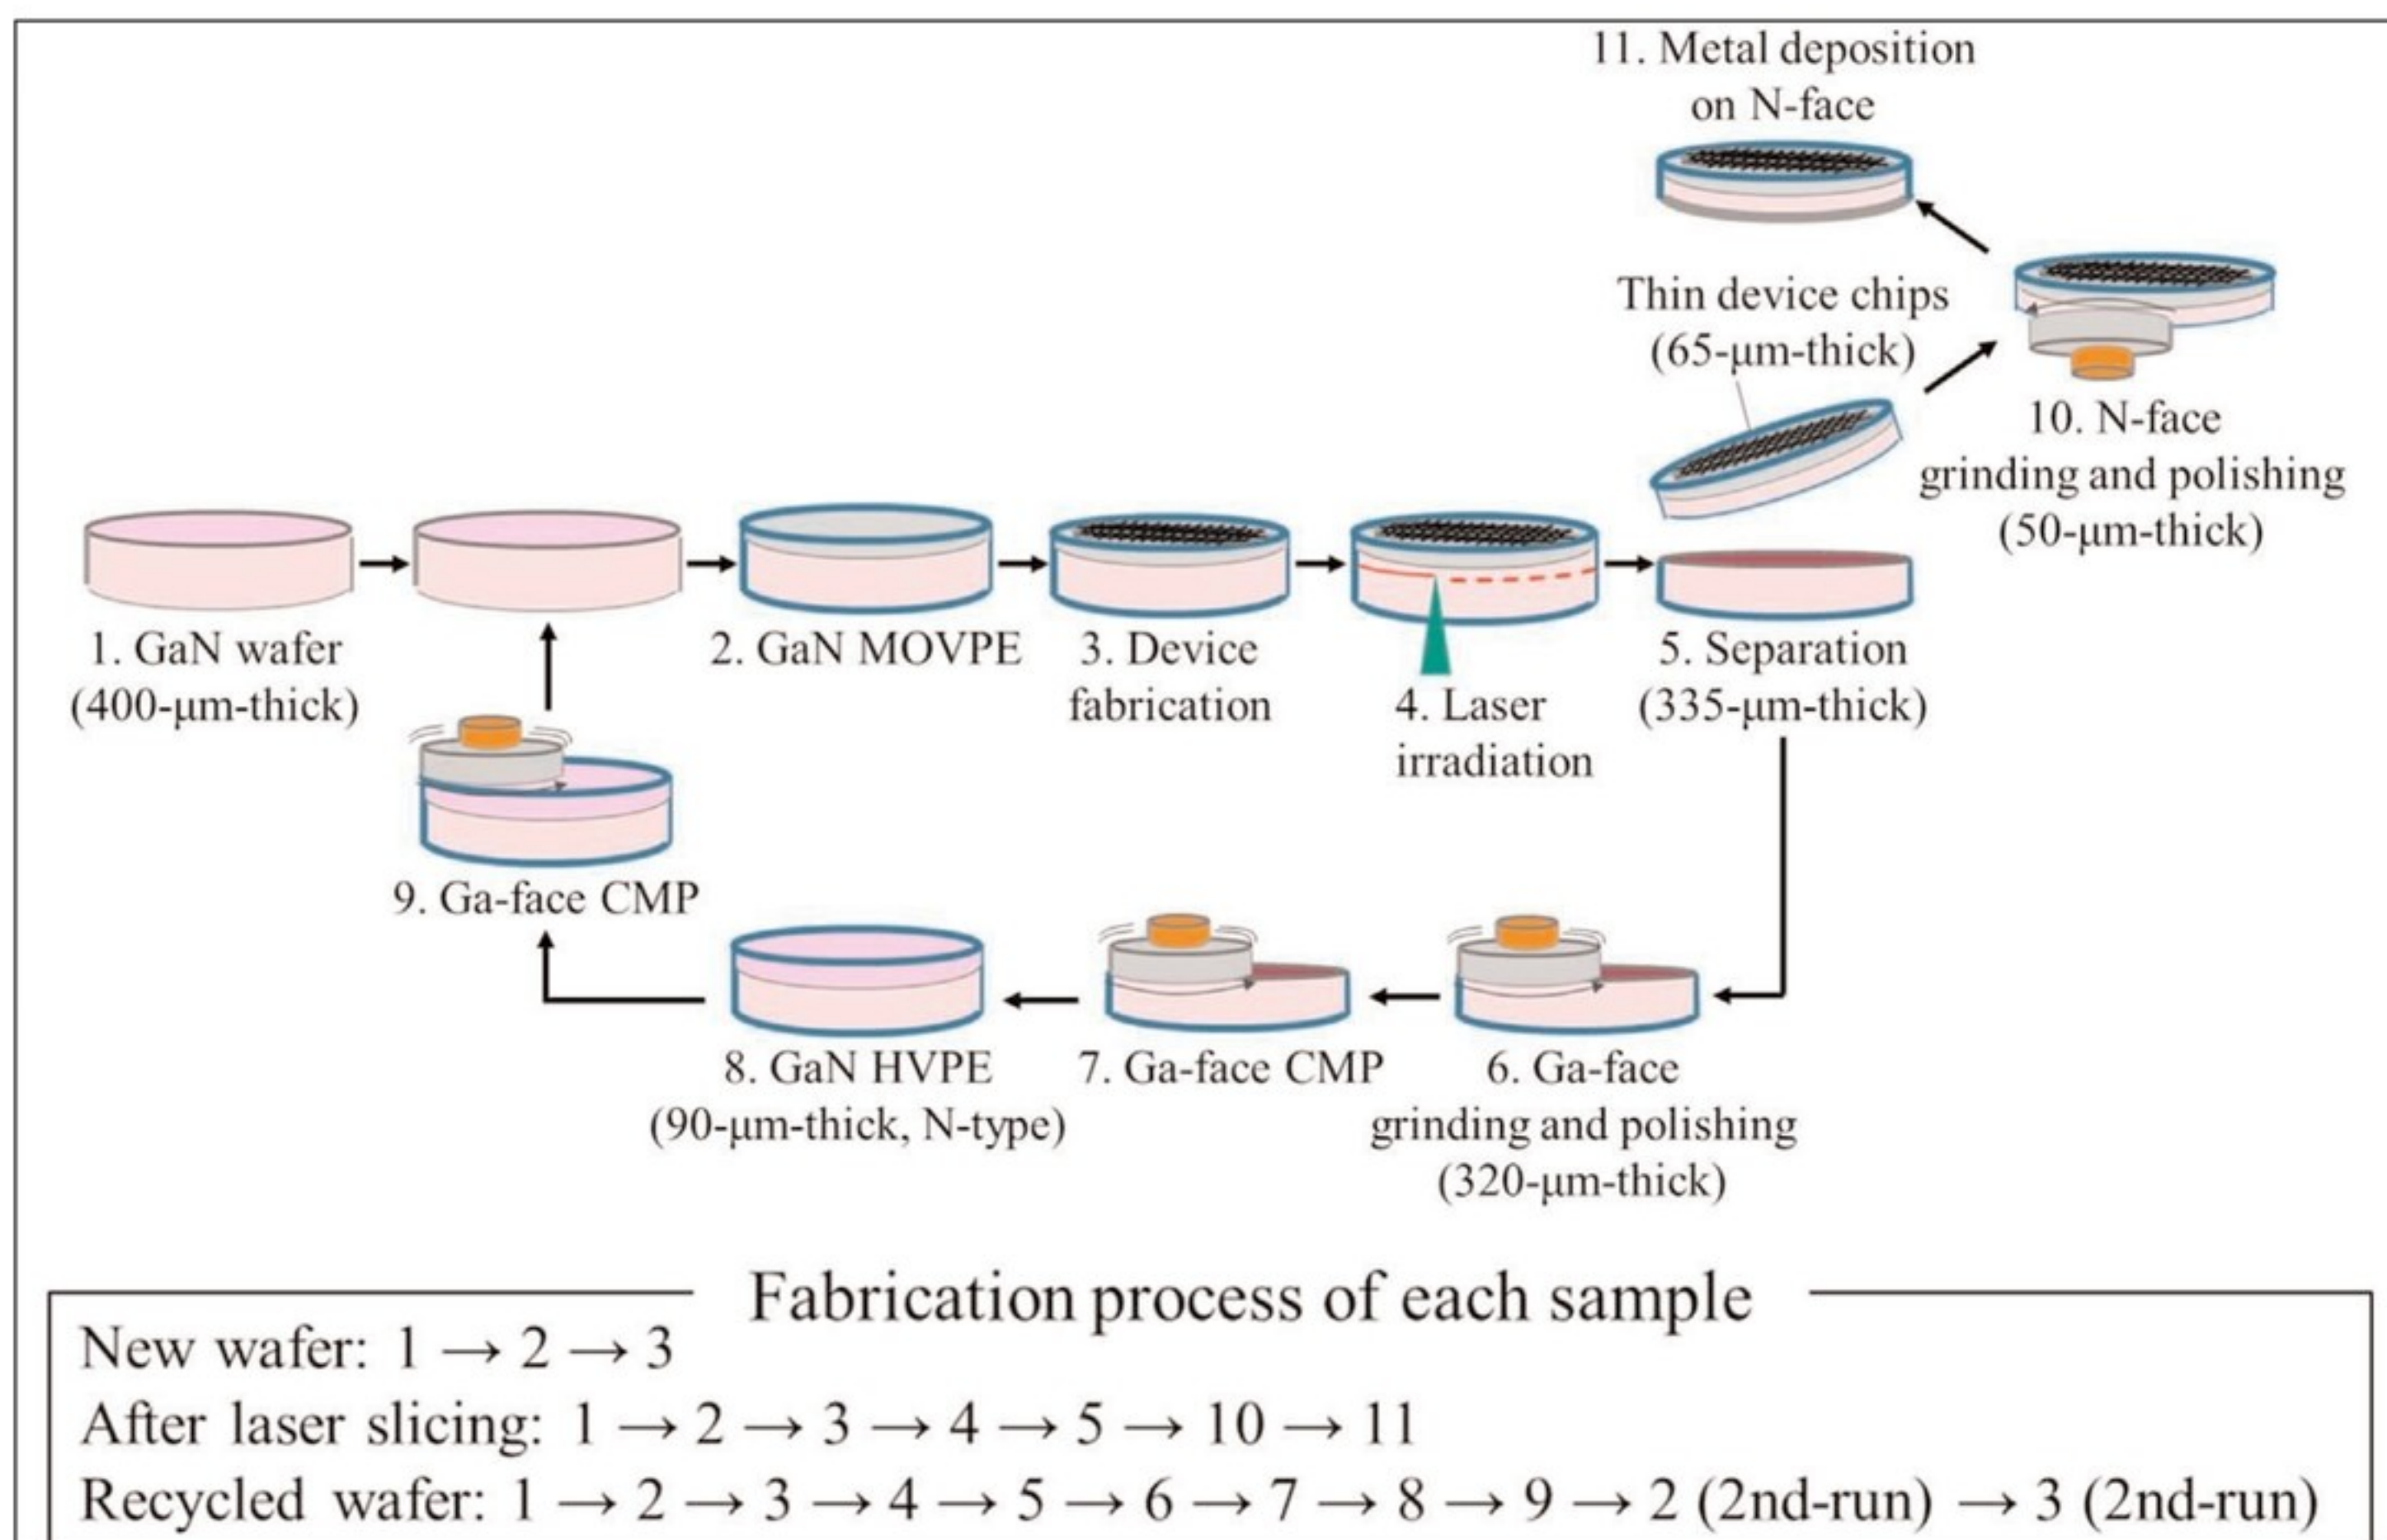 11. Metal deposition
on N-face
Thin device chips
(65-μm-thick)
10. N-face
grinding and polishing
(50-μm-thick)
1. GaN wafer
(400-μm-thick)
2. GaN MOVPE
3. Device
fabrication
4. Laser
irradiation
5. Separation
(335-μm-thick)
9. Ga-face CMP
8. GaN HVPE
(90-μm-thick, N-type)
7. Ga-face CMP
6. Ga-face
grinding and polishing
(320-μm-thick)
Fabrication process of each sample
New wafer: 1 → 2 → 3
After laser slicing: 1 → 2 → 3 → 4 → 5 → 10 → 11
Recycled wafer: 1 → 2 → 3 → 4 → 5 → 6 → 7 → 8 → 9 → 2 (2nd-run) → 3 (2nd-run)